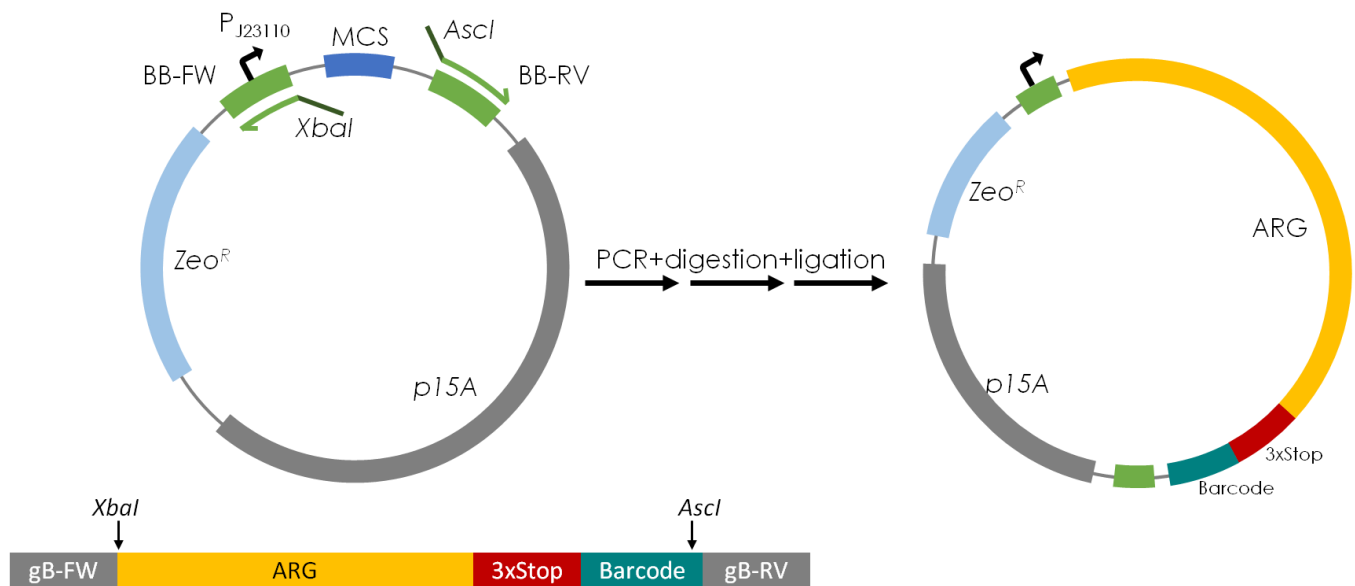 P_J23110
MCS
AscI
BB-FW
BB-RV
XbaI
Zeo^R
p15A
PCR+digestion+ligation
Zeo^R
ARG
p15A
3xStop
Barcode
XbaI
AscI
gB-FW
ARG
3xStop
Barcode
gB-RV